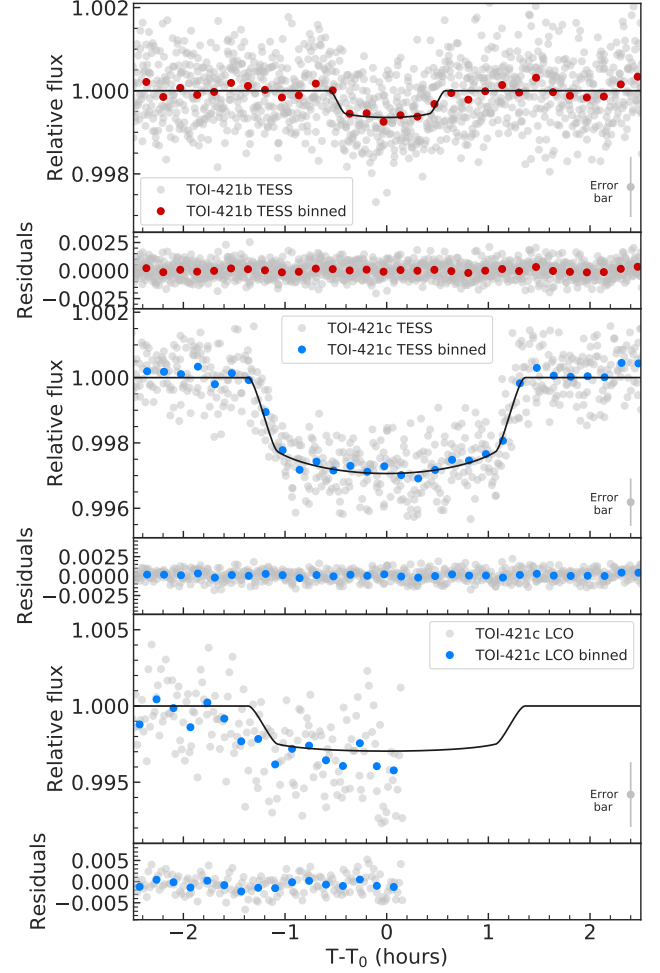 1.002
1.000
0.998
Relative flux
TOI-421b TESS
TOI-421b TESS binned
Error
bar
0.0025
0.0000
−0.0025
Residuals
1.002
1.000
0.998
0.996
Relative flux
TOI-421c TESS
TOI-421c TESS binned
Error
bar
0.0025
0.0000
−0.0025
Residuals
1.005
1.000
0.995
Relative flux
TOI-421c LCO
TOI-421c LCO binned
Error
bar
0.005
0.000
−0.005
Residuals
−2 −1 0 1 2
T-T₀ (hours)